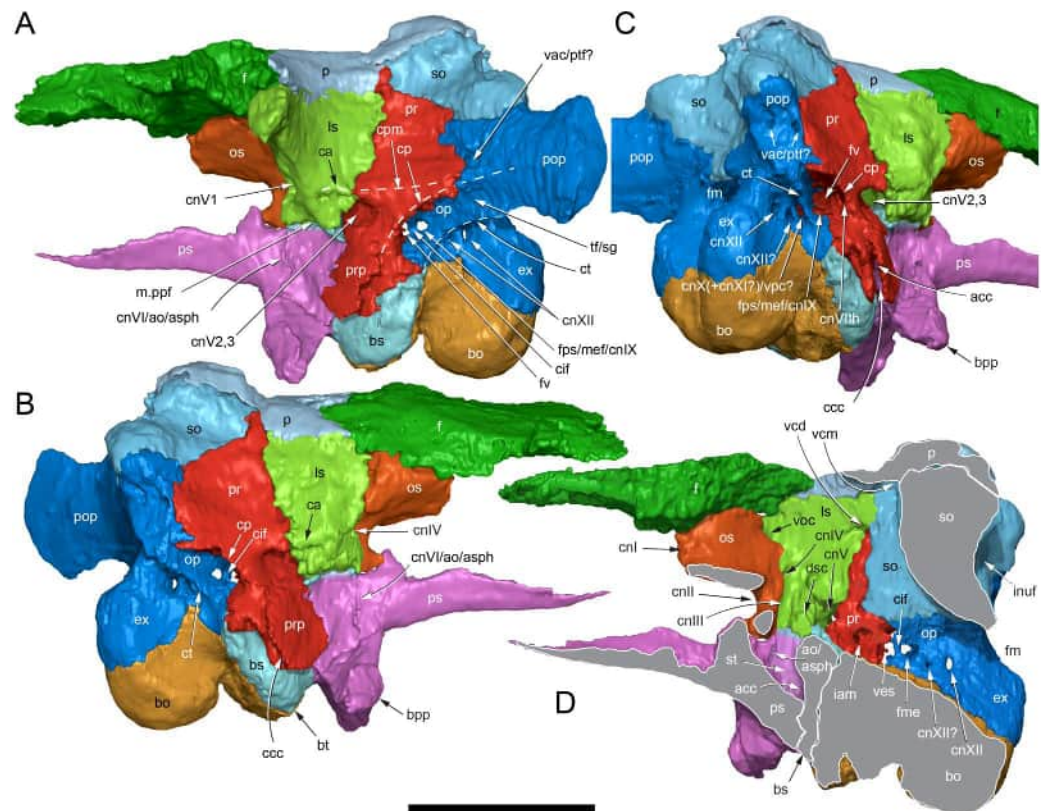 A
f
p
so
vac/ptf?
pr
ls
cpm
cp
ca
os
pop
cnV1
op
ps
prp
tf/sg
ex
ct
m.ppf
cnVI/ao/asph
cnXII
cnV2,3
bs
bo
fps/mef/cnIX
cif
fv
C
p
f
so
pop
pr
ls
pop
vac/ptf?
fv
os
ct
cp
fm
ex
cnV2,3
cnXII
cnXII?
ps
cnX(+cnXI?)/vpc?
fps/mef/cnIX
acc
bo
cnVIIh
bpp
ccc
B
so
p
f
pr
ls
os
pop
cp
cif
ca
cnIV
op
cnVI/ao/asph
ps
ex
prp
ct
bs
bo
bpp
ccc
bt
vcd
vcm
p
f
ls
so
voc
cnI
os
cnIV
cnV
dsc
so
inuf
cnII
cif
cnIII
pr
op
fm
ao/
asph
st
ex
acc
iam
ves
D
ps
fme
cnXII?
cnXII
bs
bo